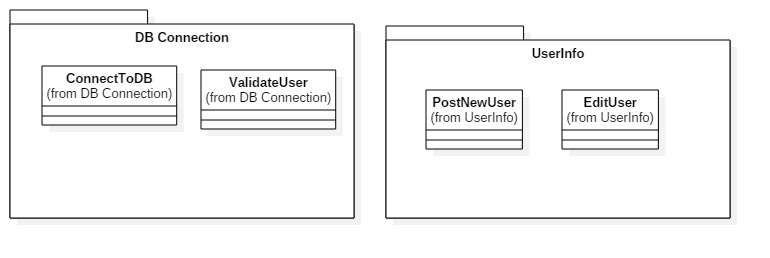 DB Connection
ConnectToDB
(from DB Connection)
ValidateUser
(from DB Connection)
UserInfo
PostNewUser
(from UserInfo)
EditUser
(from UserInfo)